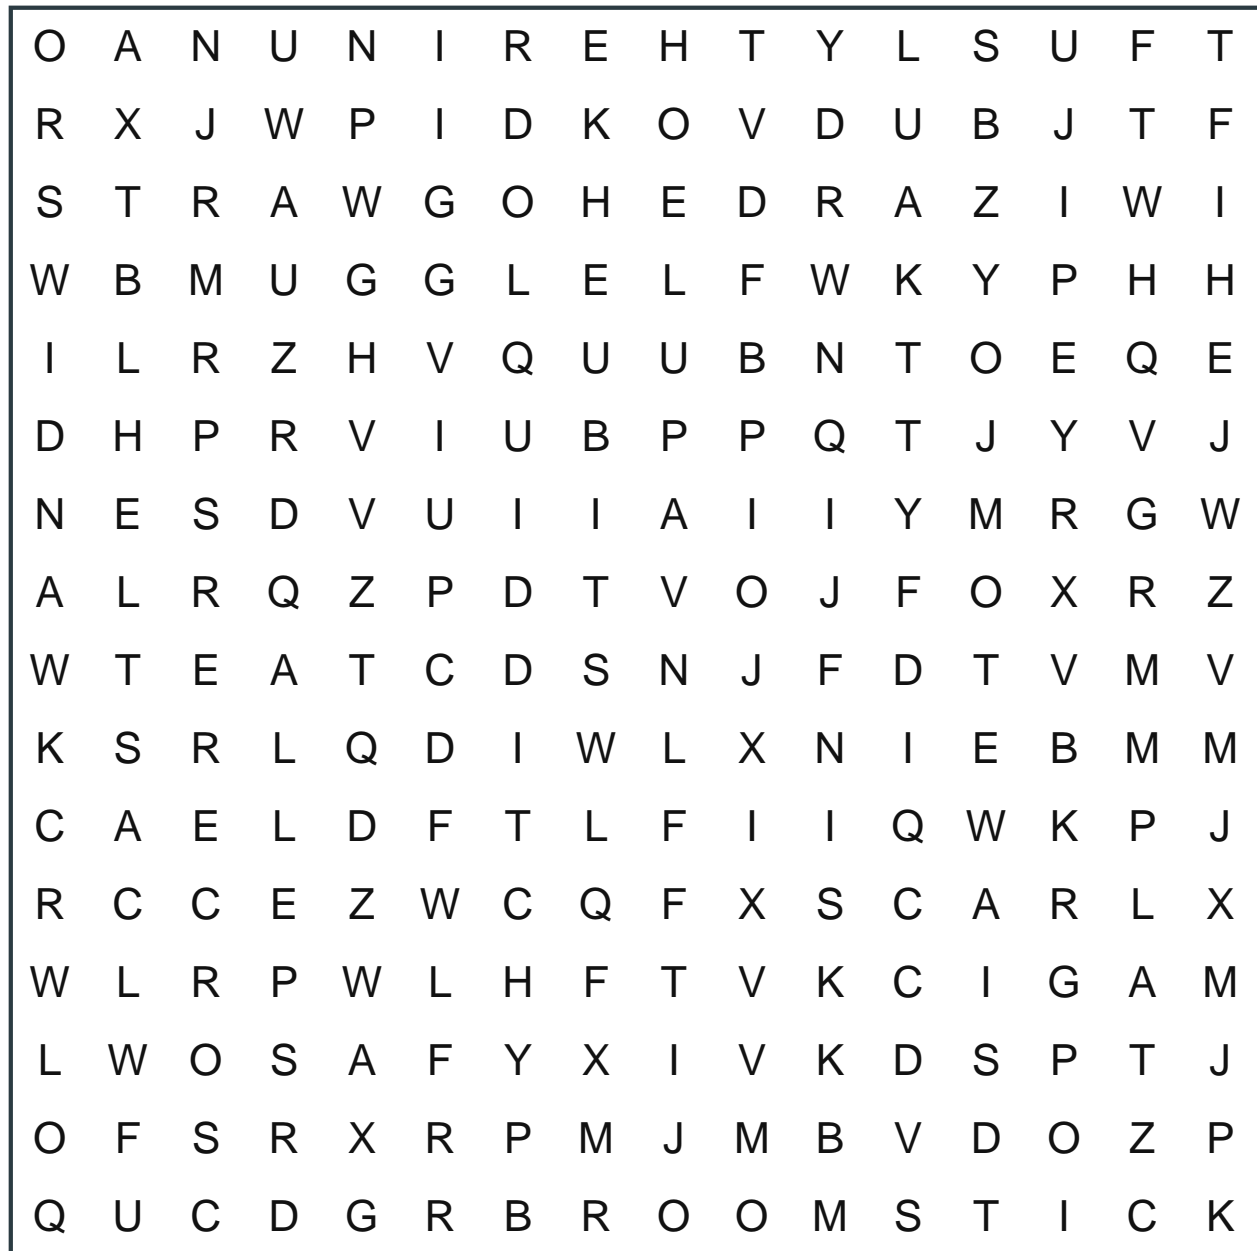 O A N U N I R E H T Y L S U F T
R X J W P I D K O V D U B J T F
S T R A W G O H E D R A Z I W I
W B M U G G L E L F W K Y P H H
I L R Z H V Q U U B N T O E Q E
D H P R V I U B P P Q T J Y V J
N E S D V U I I A I I Y M R G W
A L R Q Z P D T V O J F O X R Z
W T E A T C D S N J F D T V M V
K S R L Q D I W L X N I E B M M
C A E L D F T L F I I Q W K P J
R C C E Z W C Q F X S C A R L X
W L R P W L H F T V K C I G A M
L W O S A F Y X I V K D S P T J
O F S R X R P M J M B V D O Z P
Q U C D G R B R O O M S T I C K